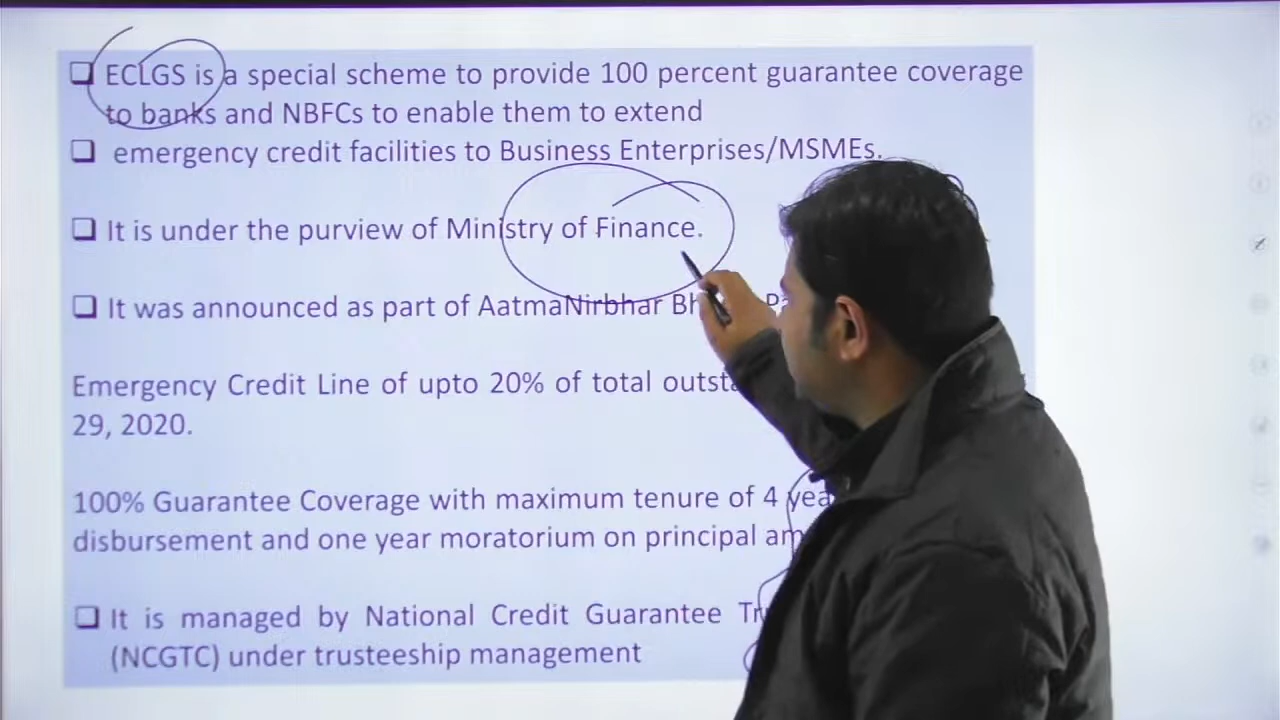 ❑ ECLGS is a special scheme to provide 100 percent guarantee coverage
to banks and NBFCs to enable them to extend
❑ emergency credit facilities to Business Enterprises/MSMEs.
❑ It is under the purview of Ministry of Finance.
❑ It was announced as part of AatmaNirbhar
Emergency Credit Line of upto 20% of total
29, 2020.
100% Guarantee Coverage with maximum tenure of 4
disbursement and one year moratorium on principal
❑ It is managed by National Credit Guarantee
(NCGTC) under trusteeship management